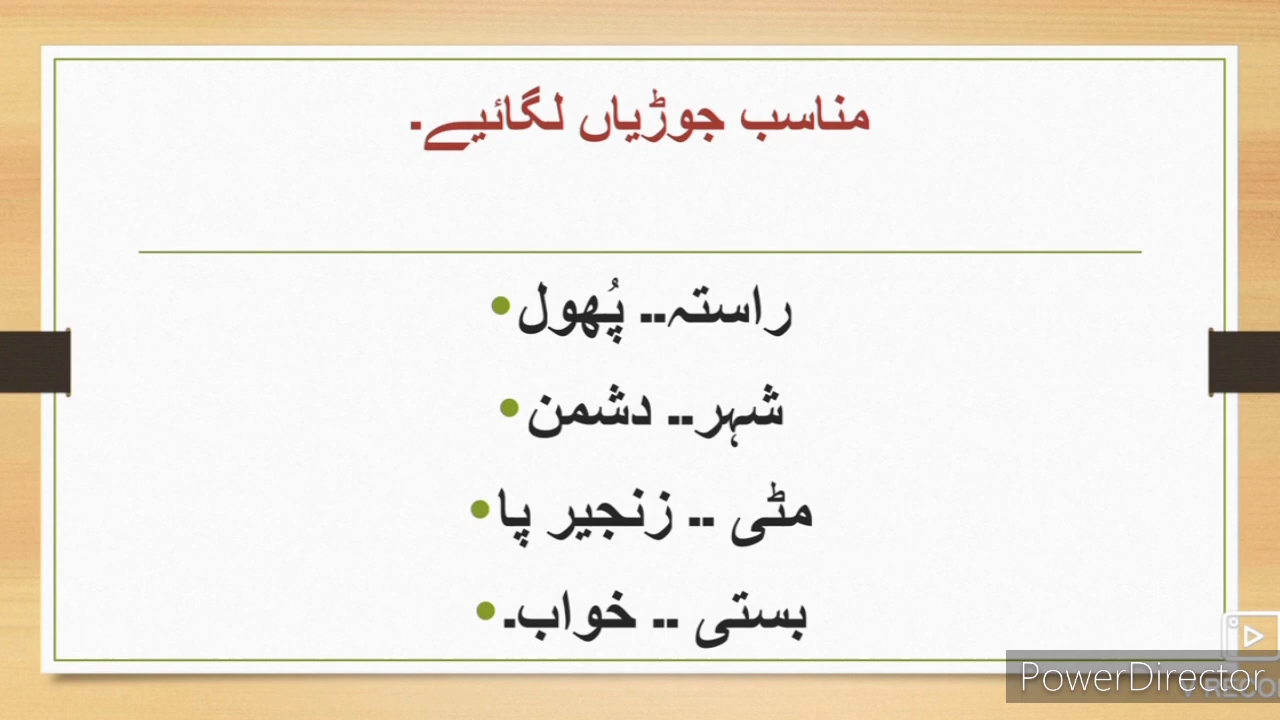 مناسب جوڑیاں لگائیے۔
راستہ۔۔ پُھول
شہر۔۔ دشمن
مٹی ۔۔ زنجیر پا
بستی ۔۔ خواب۔
PowerDirector